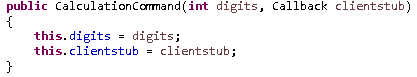 public CalculationCommand(int digits, Callback clientstub)
{
    this.digits = digits;
    this.clientstub = clientstub;
}